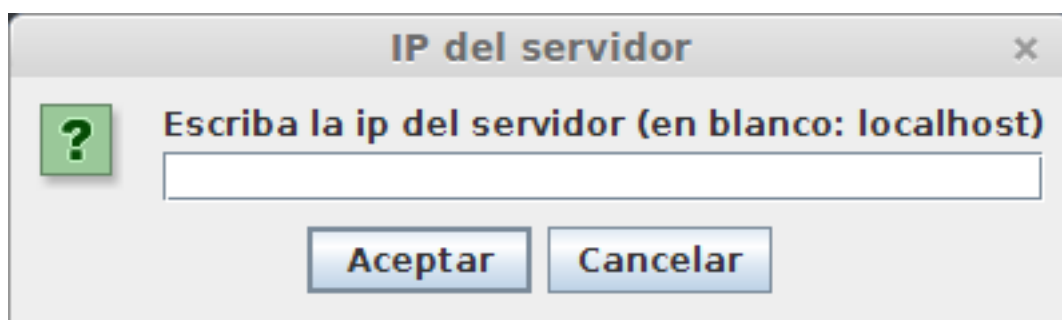 IP del servidor
Escriba la ip del servidor (en blanco: localhost)
Aceptar Cancelar